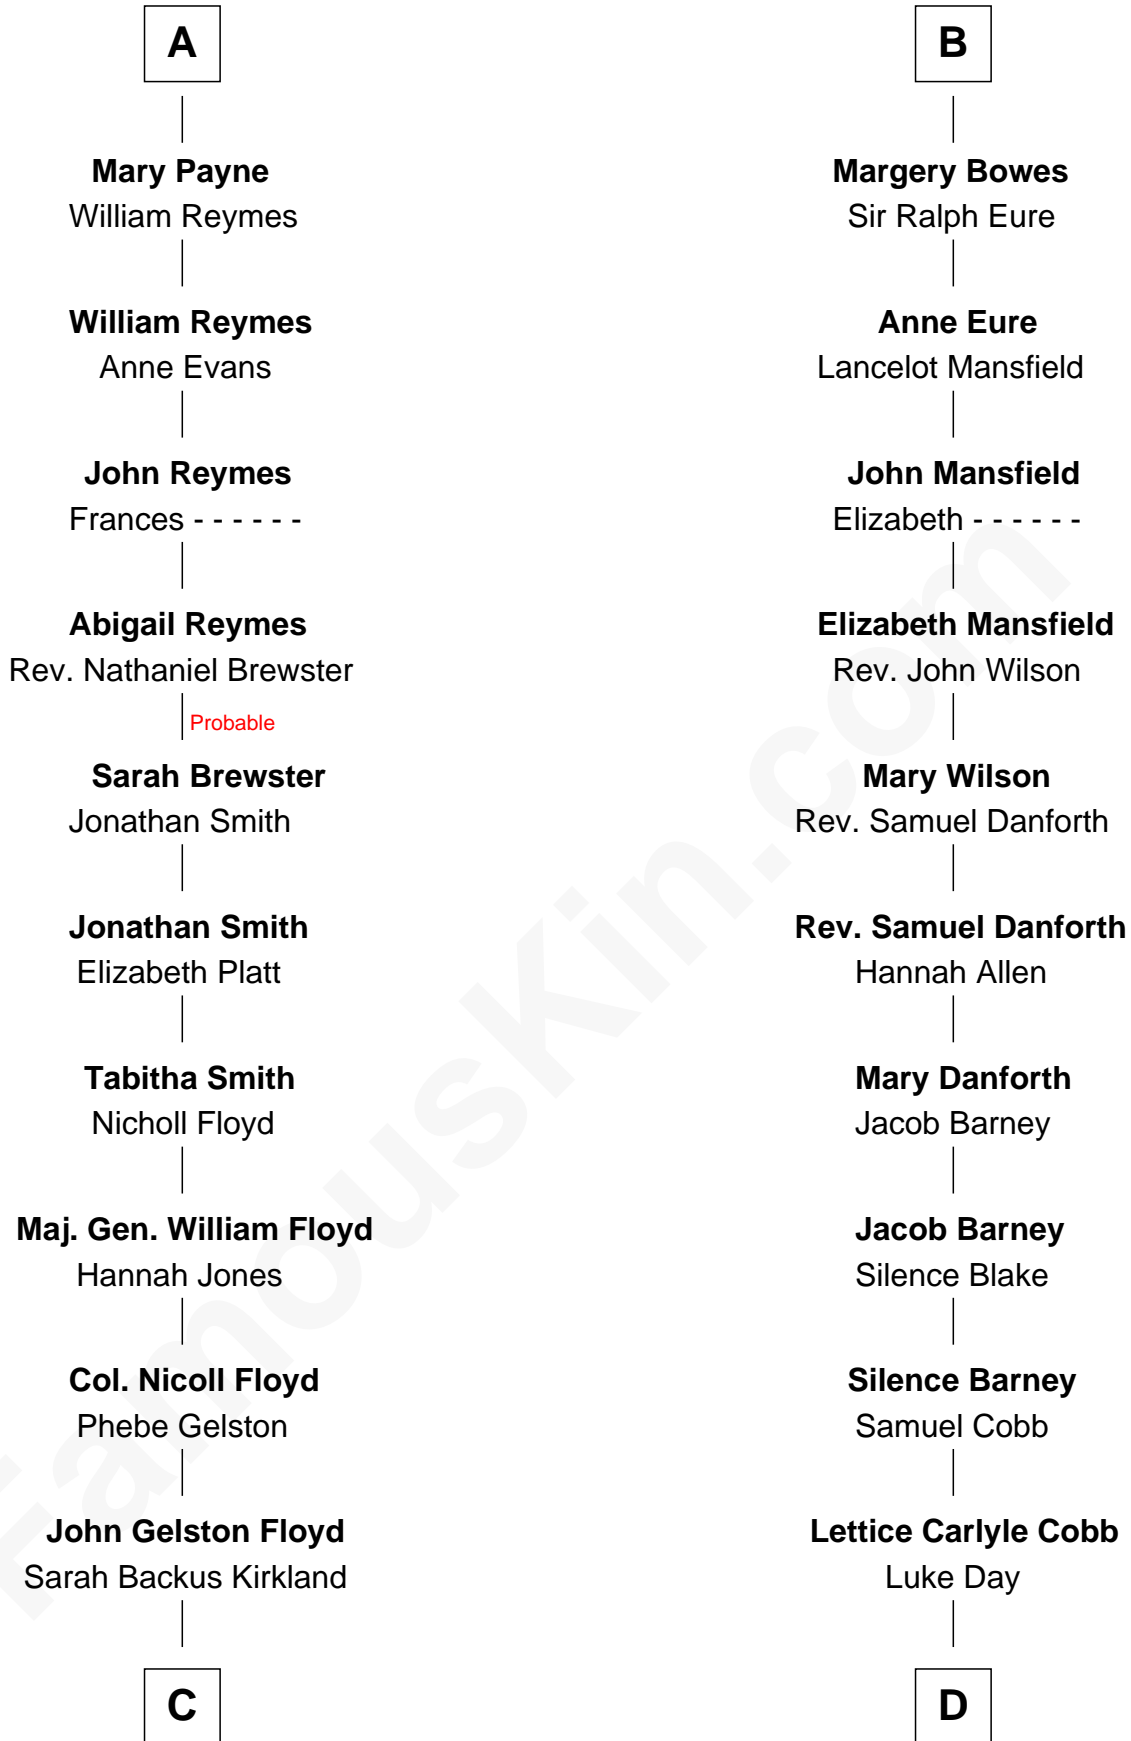 A
Mary Payne
William Reymes
William Reymes
Anne Evans
John Reymes
Frances - - - - - -
Abigail Reymes
Rev. Nathaniel Brewster
Probable
Sarah Brewster
Jonathan Smith
Jonathan Smith
Elizabeth Platt
Tabitha Smith
Nicholl Floyd
Maj. Gen. William Floyd
Hannah Jones
Col. Nicoll Floyd
Phebe Gelston
John Gelston Floyd
Sarah Backus Kirkland
C
B
Margery Bowes
Sir Ralph Eure
Anne Eure
Lancelot Mansfield
John Mansfield
Elizabeth - - - - - -
Elizabeth Mansfield
Rev. John Wilson
Mary Wilson
Rev. Samuel Danforth
Rev. Samuel Danforth
Hannah Allen
Mary Danforth
Jacob Barney
Jacob Barney
Silence Blake
Silence Barney
Samuel Cobb
Lettice Carlyle Cobb
Luke Day
D
FamousKin.com